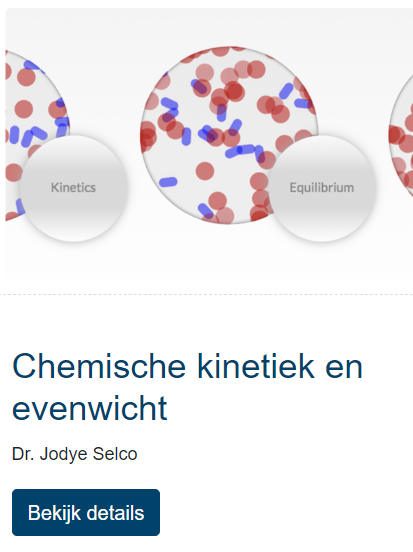 Kinetics
Equilibrium
Chemische kinetiek en
evenwicht
Dr. Jodye Selco
Bekijk details